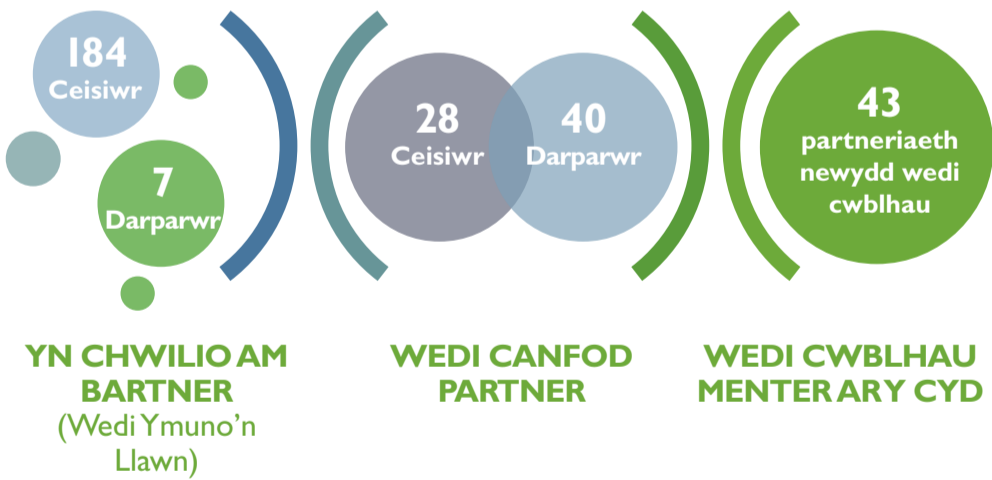 184
Ceisiwr
7
Darparwr
28
Ceisiwr
40
Darparwr
43
partneriaeth
newydd wedi
cwblhau
YN CHWILIO AM
BARTNER
(Wedi Ymuno'n
Llawn)
WEDI CANFOD
PARTNER
WEDI CWBLHAU
MENTER AR Y CYD